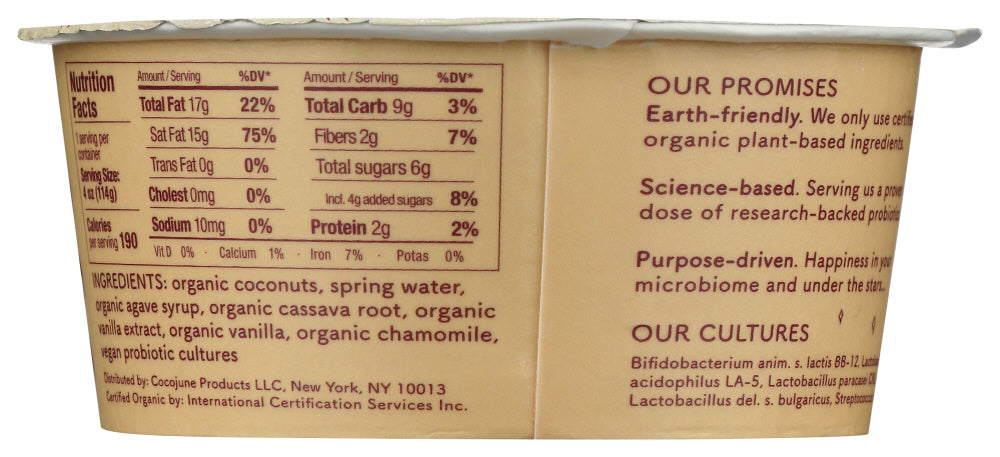 Nutrition
Facts
1 serving per
container
Serving Size:
4 oz (114g)
Calories
per serving 190
Amount / Serving %DV*
Total Fat 17g 22%
Sat Fat 15g 75%
Trans Fat 0g 0%
Cholest 0mg 0%
Sodium 10mg 0%
Amount / Serving %DV*
Total Carb 9g 3%
Fibers 2g 7%
Total sugars 6g
Incl. 4g added sugars 8%
Protein 2g 2%
Vit D 0% · Calcium 1% · Iron 7% · Potas 0%
INGREDIENTS: organic coconuts, spring water,
organic agave syrup, organic cassava root, organic
vanilla extract, organic vanilla, organic chamomile,
vegan probiotic cultures
Distributed by: Cocojune Products LLC, New York, NY 10013
Certified Organic by: International Certification Services Inc.
OUR PROMISES
Earth-friendly. We only use
organic plant-based ingredients
Science-based. Serving us a
dose of research-backed
Purpose-driven. Happiness in
microbiome and under the stars...
OUR CULTURES
Bifidobacterium anim. s. lactis BB-12,
acidophilus LA-5, Lactobacillus paracasei
Lactobacillus del. s. bulgaricus,